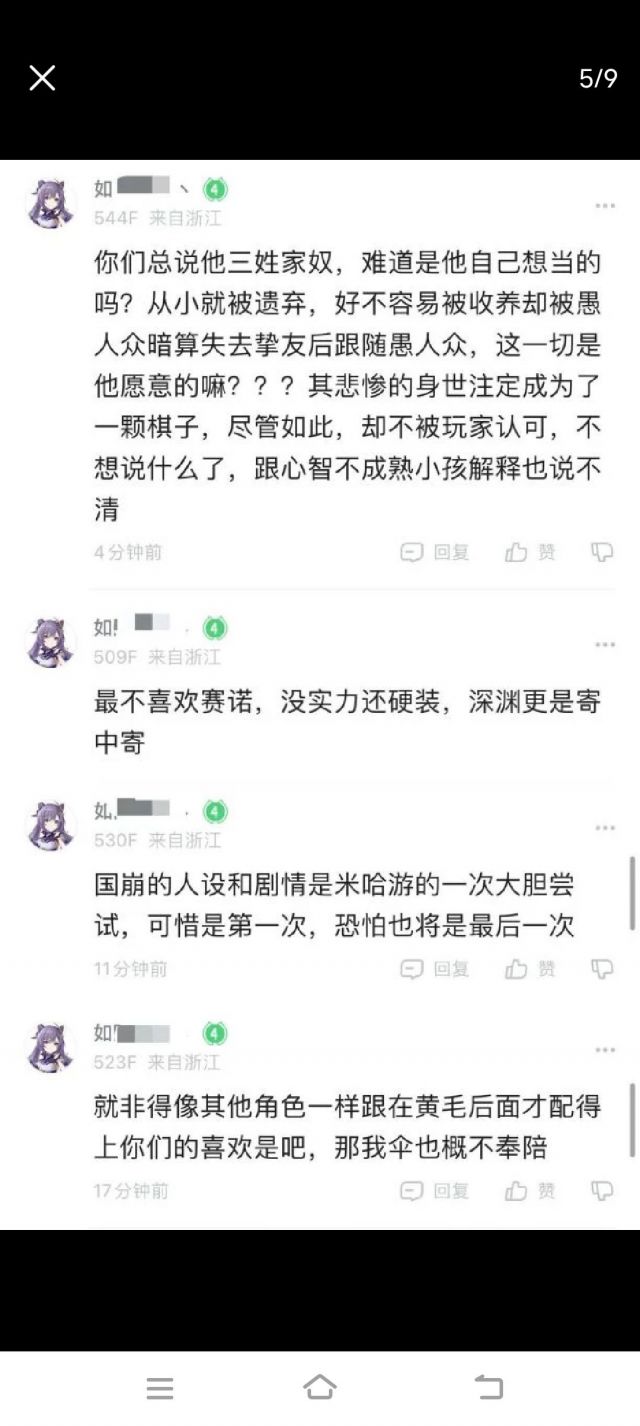 5/9
如
4
544F 来自浙江
你们总说他三姓家奴，难道是他自己想当的
吗？从小就被遗弃，好不容易被收养却被愚
人众暗算失去挚友后跟随愚人众，这一切是
他愿意的嘛？？？其悲惨的身世注定成为了
一颗棋子，尽管如此，却不被玩家认可，不
想说什么了，跟心智不成熟小孩解释也说不
清
4分钟前 回复 赞
如
4
509F 来自浙江
最不喜欢赛诺，没实力还硬装，深渊更是寄
中寄
如
4
530F 来自浙江
国崩的人设和剧情是米哈游的一次大胆尝
试，可惜是第一次，恐怕也将是最后一次
11分钟前 回复 赞
如
4
523F 来自浙江
就非得像其他角色一样跟在黄毛后面才配得
上你们的喜欢是吧，那我伞也概不奉陪
17分钟前 回复 赞